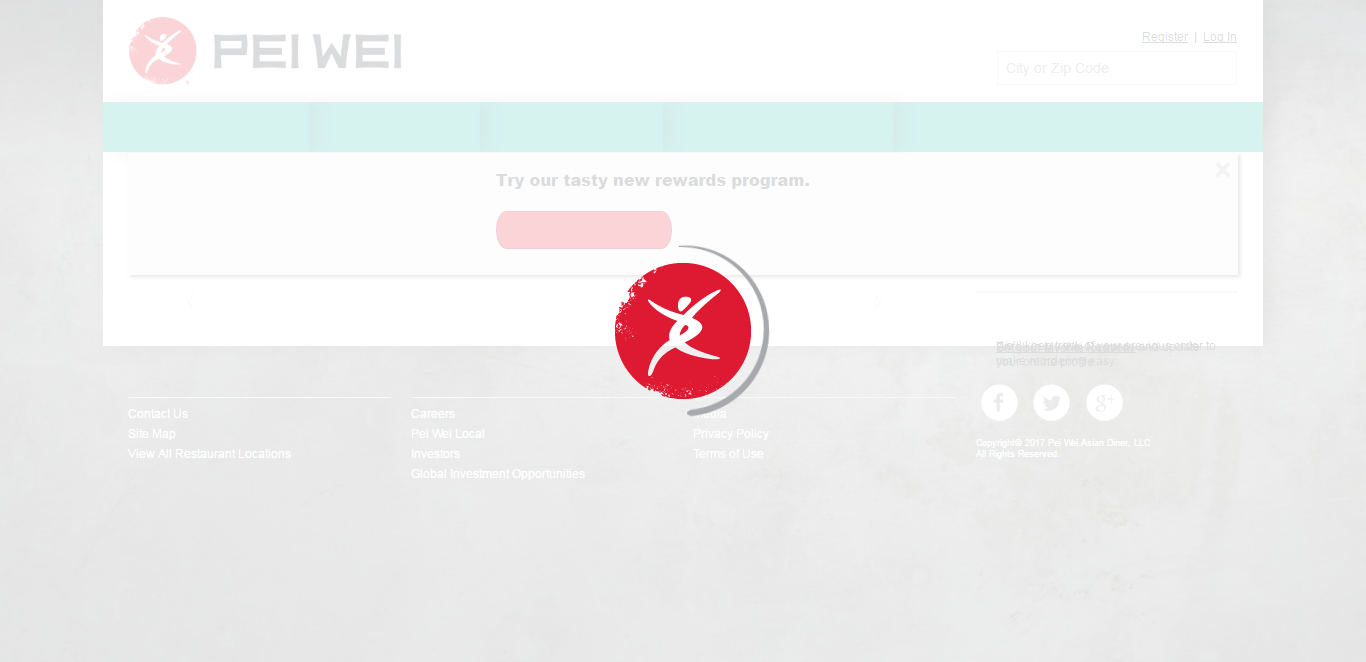 PEI WEI
Register | Log In
City or Zip Code
Try our tasty new rewards program.
Contact Us
Site Map
View All Restaurant Locations
Careers
Pei Wei Local
Investors
Global Investment Opportunities
Media
Privacy Policy
Terms of Use
f
g+
Copyright© 2017 Pei Wei Asian Diner, LLC
All Rights Reserved.